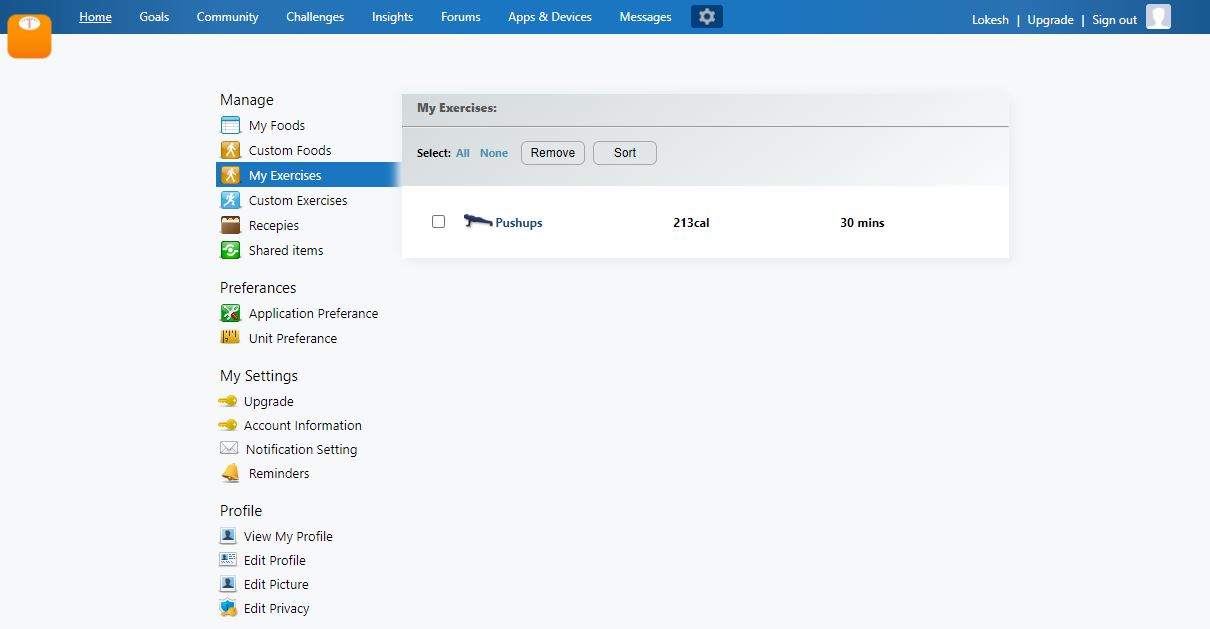 Home Goals Community Challenges Insights Forums Apps & Devices Messages
Lokesh | Upgrade | Sign out
Manage
My Foods
Custom Foods
My Exercises
Custom Exercises
Recepies
Shared items
Preferances
Application Preferance
Unit Preferance
My Settings
Upgrade
Account Information
Notification Setting
Reminders
Profile
View My Profile
Edit Profile
Edit Picture
Edit Privacy
My Exercises:
Select: All None Remove Sort
Pushups 213cal 30 mins